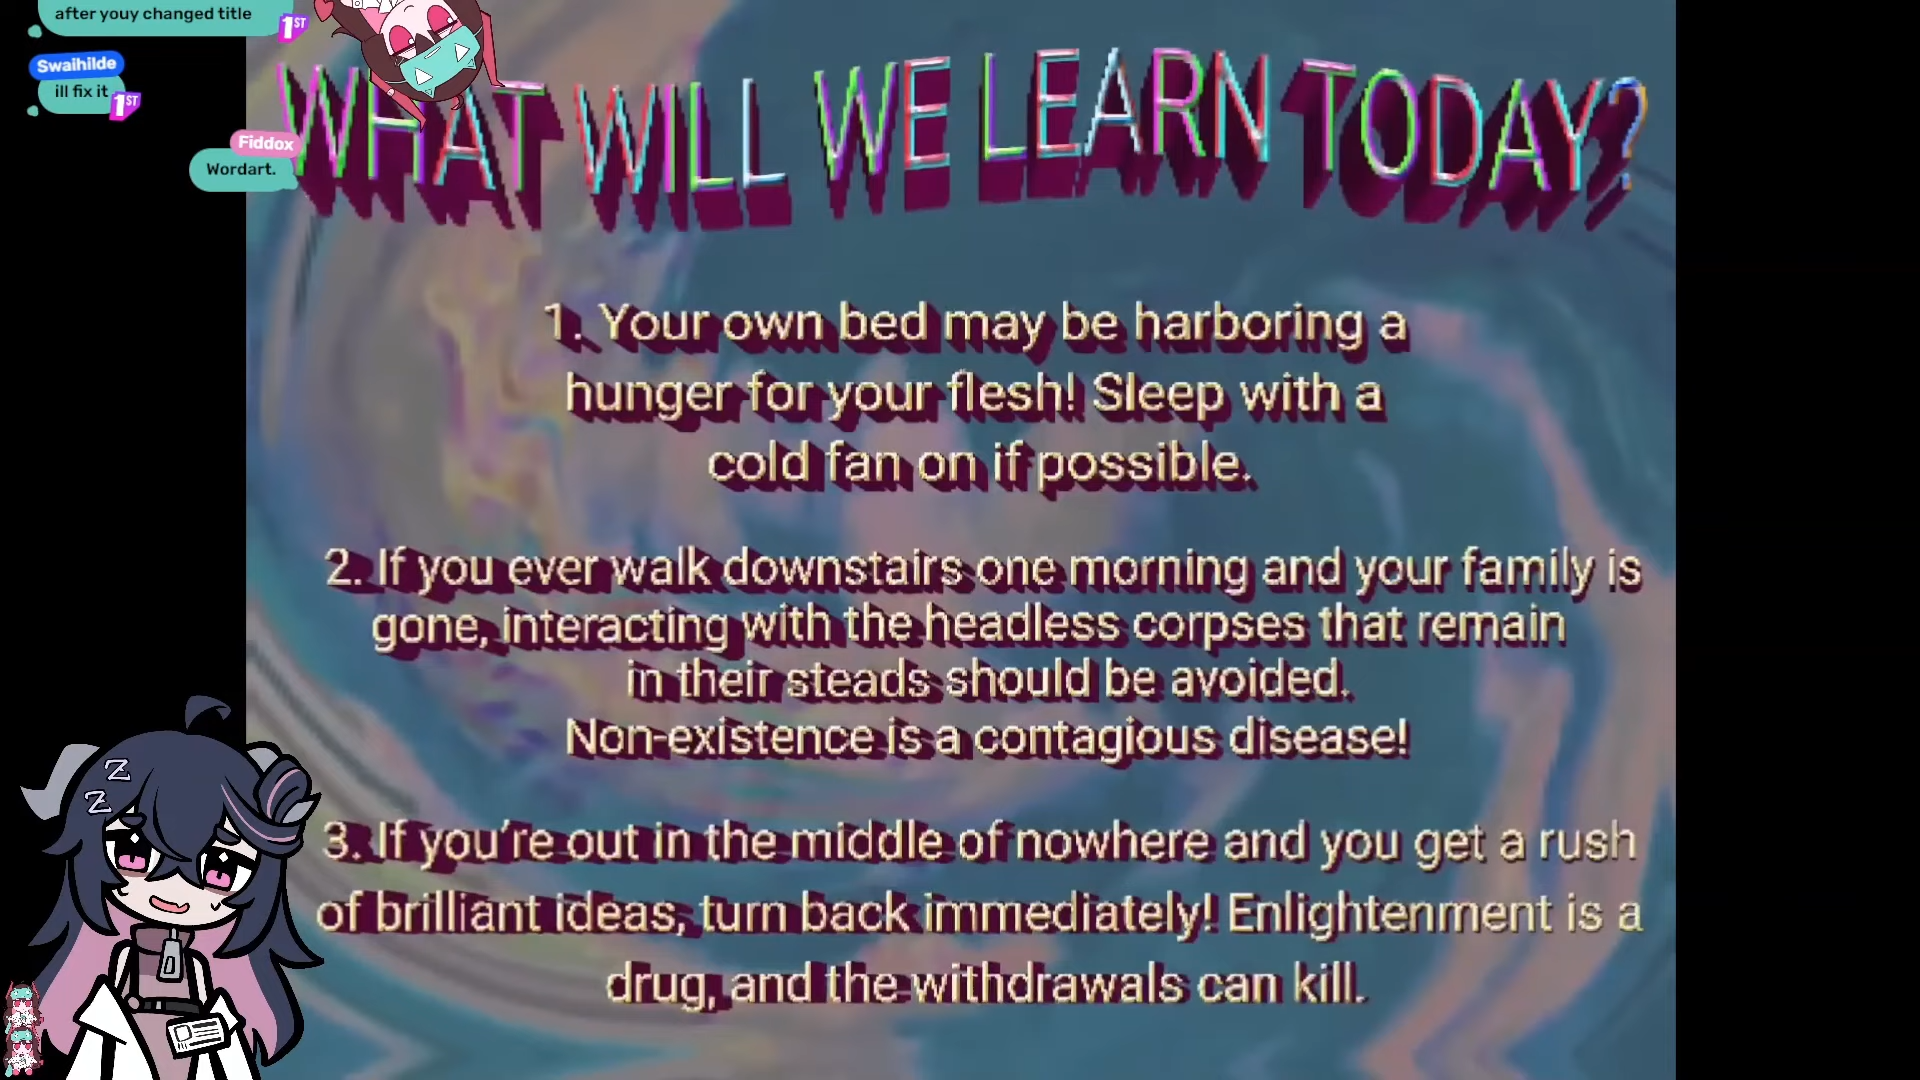 after youy changed title
1ST
Swaihilde
ill fix it
1ST
Fiddox
Wordart.
WHAT WILL WE LEARN TODAY?
1. Your own bed may be harboring a
hunger for your flesh! Sleep with a
cold fan on if possible.
2. If you ever walk downstairs one morning and your family is
gone, interacting with the headless corpses that remain
in their steads should be avoided.
Non-existence is a contagious disease!
3. If you're out in the middle of nowhere and you get a rush
of brilliant ideas, turn back immediately! Enlightenment is a
drug, and the withdrawals can kill.
Z
Z